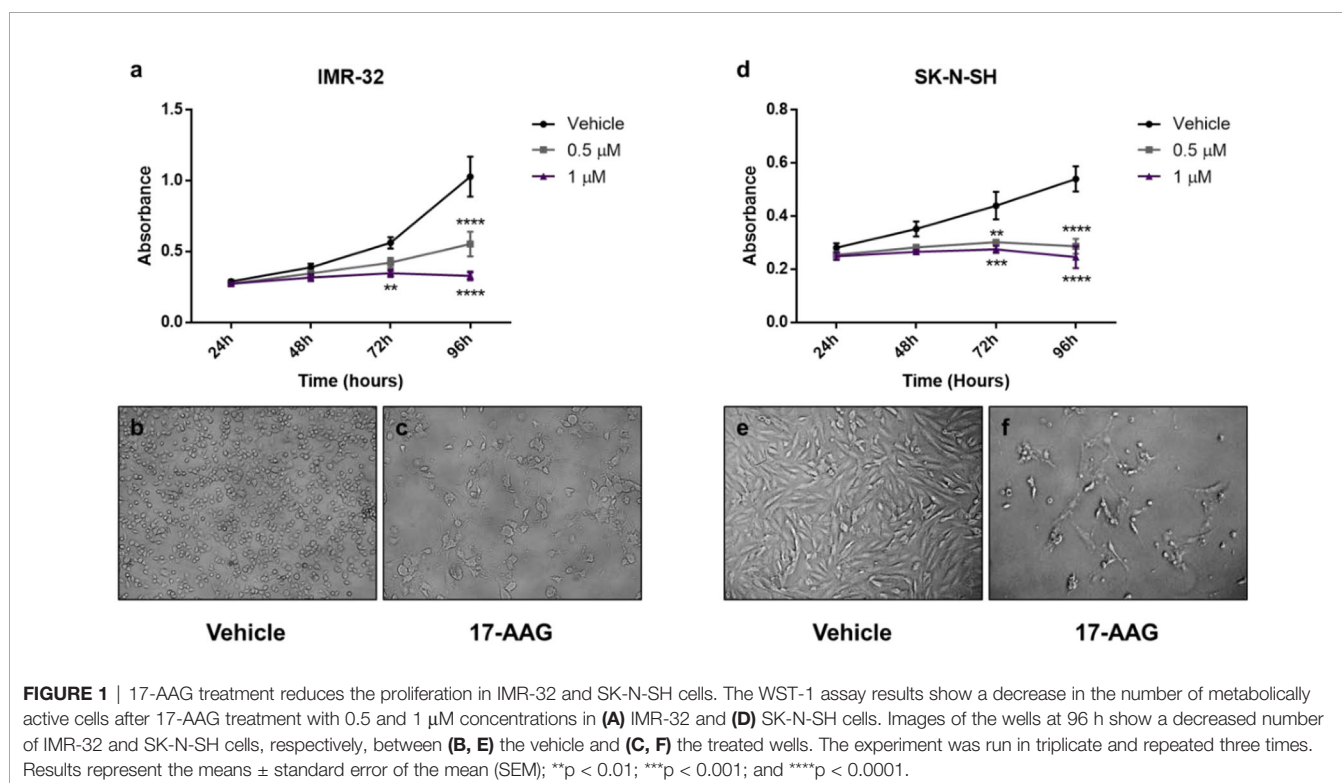 a
IMR-32
1.5
1.0
0.5
0.0
Absorbance
24h
48h
72h
96h
Time (hours)
****
**
****
Vehicle
0.5 μM
1 μM
d
SK-N-SH
0.8
0.6
0.4
0.2
0.0
Absorbance
24h
48h
72h
96h
Time (Hours)
**
****
***
****
Vehicle
0.5 μM
1 μM
b
c
e
f
Vehicle
17-AAG
Vehicle
17-AAG
FIGURE 1 | 17-AAG treatment reduces the proliferation in IMR-32 and SK-N-SH cells. The WST-1 assay results show a decrease in the number of metabolically
active cells after 17-AAG treatment with 0.5 and 1 μM concentrations in (A) IMR-32 and (D) SK-N-SH cells. Images of the wells at 96 h show a decreased number
of IMR-32 and SK-N-SH cells, respectively, between (B, E) the vehicle and (C, F) the treated wells. The experiment was run in triplicate and repeated three times.
Results represent the means ± standard error of the mean (SEM); **p < 0.01; ***p < 0.001; and ****p < 0.0001.